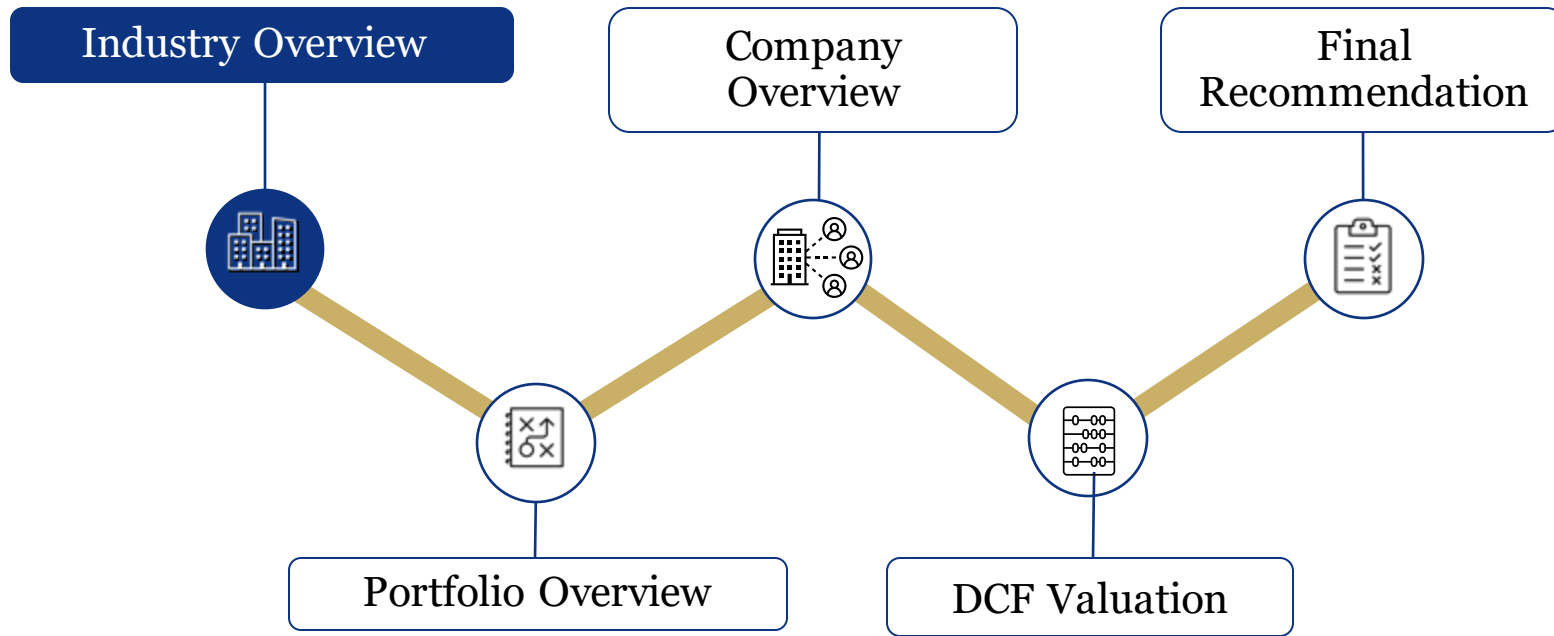 Industry Overview
Company
Overview
Final
Recommendation
Portfolio Overview
DCF Valuation